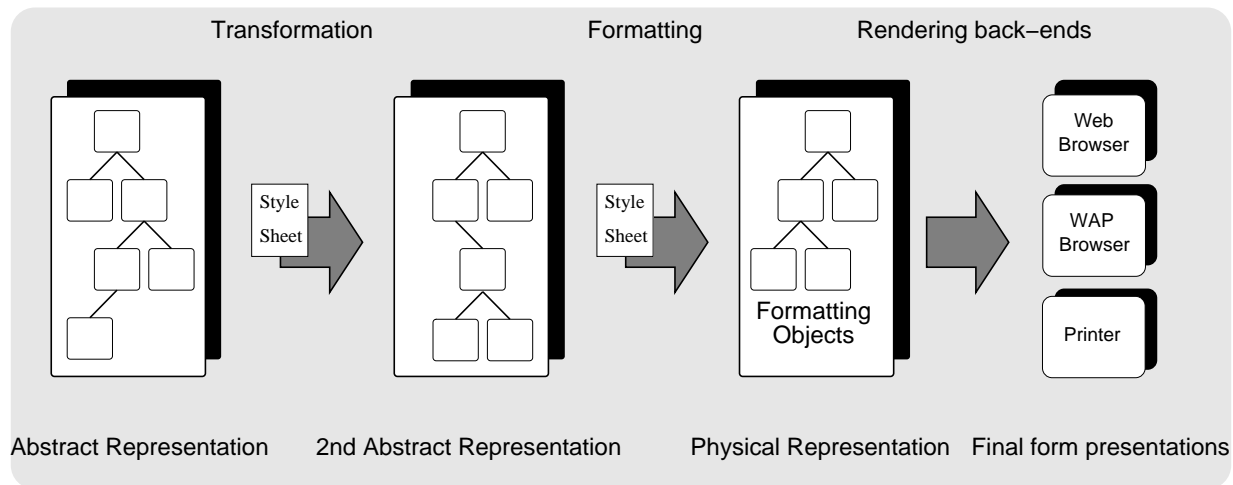 Transformation
Formatting
Rendering back–ends
Style
Sheet
Style
Sheet
Formatting
Objects
Web
Browser
WAP
Browser
Printer
Abstract Representation
2nd Abstract Representation
Physical Representation
Final form presentations